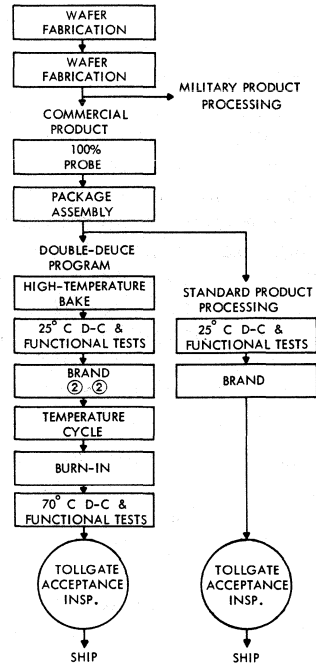 WAFER
FABRICATION
WAFER
FABRICATION
MILITARY PRODUCT
PROCESSING
COMMERCIAL
PRODUCT
100%
PROBE
PACKAGE
ASSEMBLY
DOUBLE-DEUCE
PROGRAM
HIGH-TEMPERATURE
BAKE
25° C D-C &
FUNCTIONAL TESTS
BRAND
② ②
TEMPERATURE
CYCLE
BURN-IN
70° C D-C &
FUNCTIONAL TESTS
TOLLGATE
ACCEPTANCE
INSP.
SHIP
STANDARD PRODUCT
PROCESSING
25° C D-C &
FUNCTIONAL TESTS
BRAND
TOLLGATE
ACCEPTANCE
INSP.
SHIP